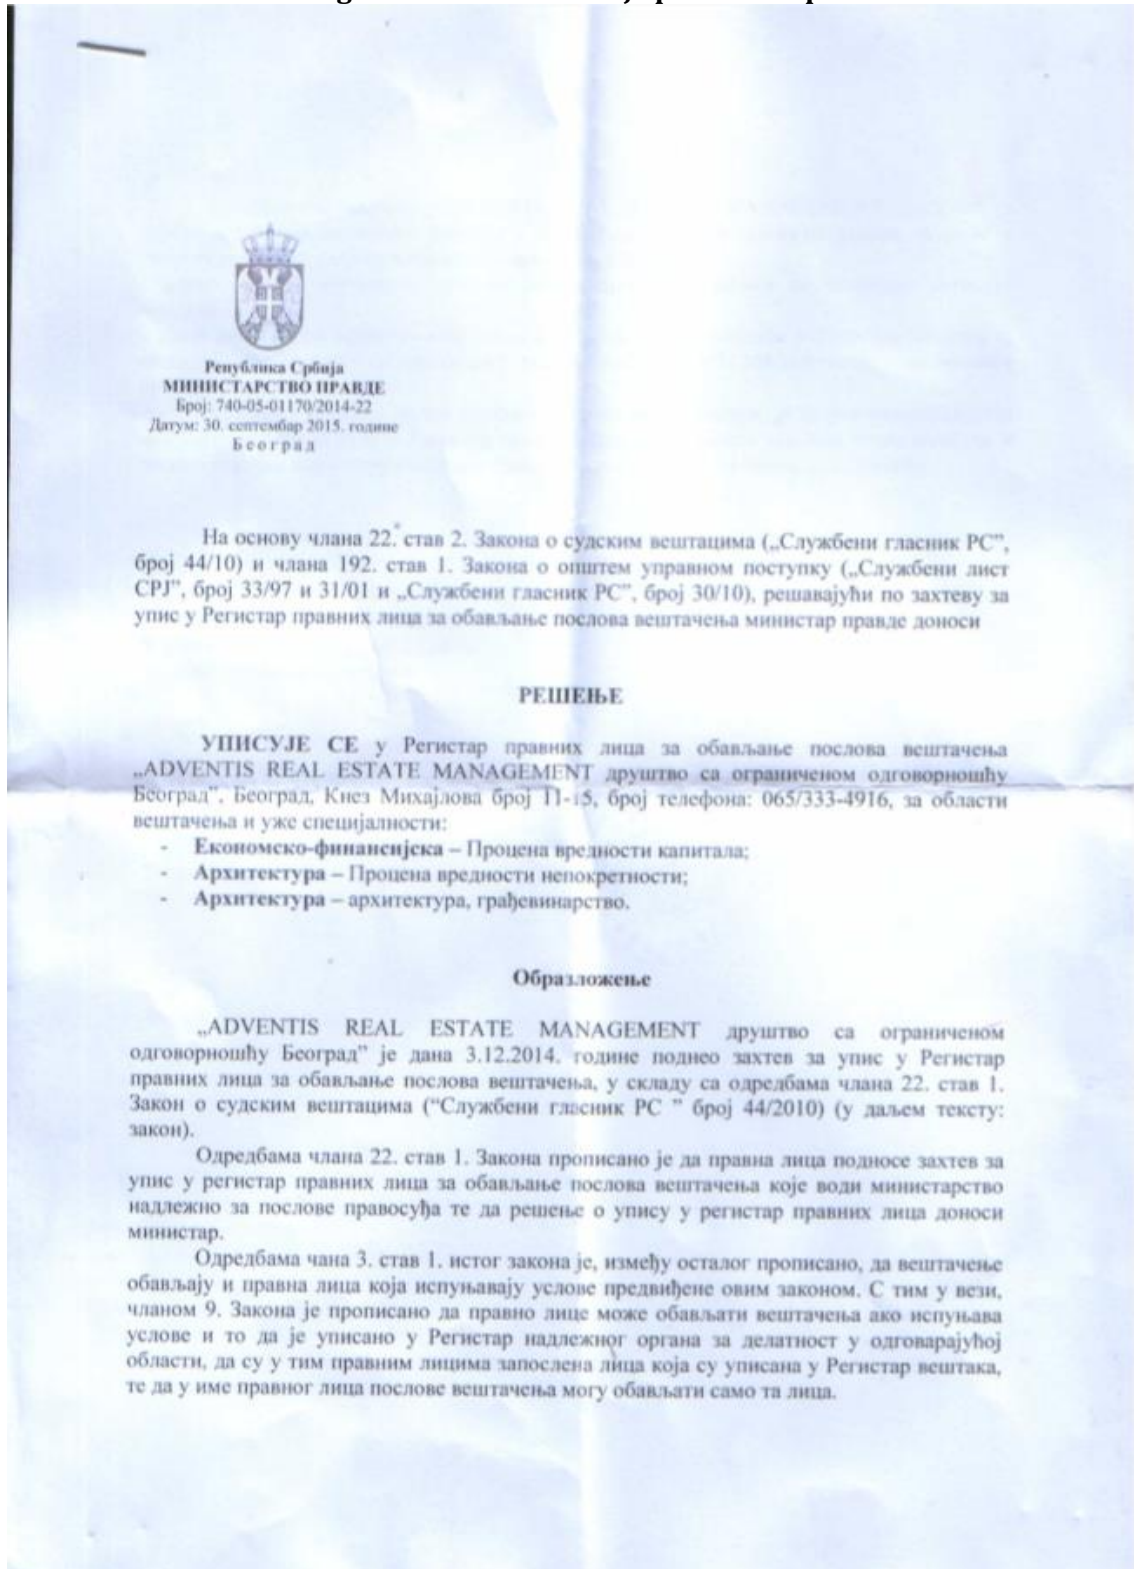 Република Србија
МИНИСТАРСТВО ПРАВДЕ
Број: 740-05-01170/2014-22
Датум: 30. септембар 2015. године
Београд
На основу члана 22. став 2. Закона о судским вештацима („Службени гласник РС”,
број 44/10) и члана 192. став 1. Закона о општем управном поступку („Службени лист
СРЈ”, број 33/97 и 31/01 и „Службени гласник РС”, број 30/10), решавајући по захтеву за
упис у Регистар правних лица за обављање послова вештачења министар правде доноси
РЕШЕЊЕ
УПИСУЈЕ СЕ у Регистар правних лица за обављање послова вештачења
„ADVENTIS REAL ESTATE MANAGEMENT друштво са ограниченом одговорношћу
Београд”, Београд, Кнез Михајлова број 11-15, број телефона: 065/333-4916, за области
вештачења и уже специјалности:
- Економско-финансијска – Процена вредности капитала;
- Архитектура – Процена вредности непокретности;
- Архитектура – архитектура, грађевинарство.
Образложење
„ADVENTIS REAL ESTATE MANAGEMENT друштво са ограниченом
одговорношћу Београд” је дана 3.12.2014. године поднео захтев за упис у Регистар
правних лица за обављање послова вештачења, у складу са одредбама члана 22. став 1.
Закон о судским вештацима (“Службени гласник РС ” број 44/2010) (у даљем тексту:
закон).
Одредбама члана 22. став 1. Закона прописано је да правна лица подносе захтев за
упис у регистар правних лица за обављање послова вештачења које води министарство
надлежно за послове правосуђа те да решење о упису у регистар правних лица доноси
министар.
Одредбама чана 3. став 1. истог закона је, између осталог прописано, да вештачење
обављају и правна лица која испуњавају услове предвиђене овим законом. С тим у вези,
чланом 9. Закона је прописано да правно лице може обављати вештачења ако испуњава
услове и то да је уписано у Регистар надлежног органа за делатност у одговарајућој
области, да су у тим правним лицима запослена лица која су уписана у Регистар вештака,
те да у име правног лица послове вештачења могу обављати само та лица.